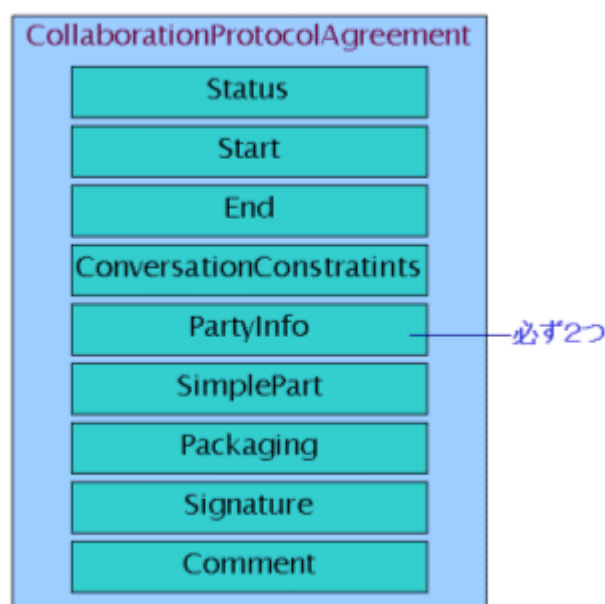 CollaborationProtocolAgreement
Status
Start
End
ConversationConstratints
PartyInfo
必ず2つ
SimplePart
Packaging
Signature
Comment